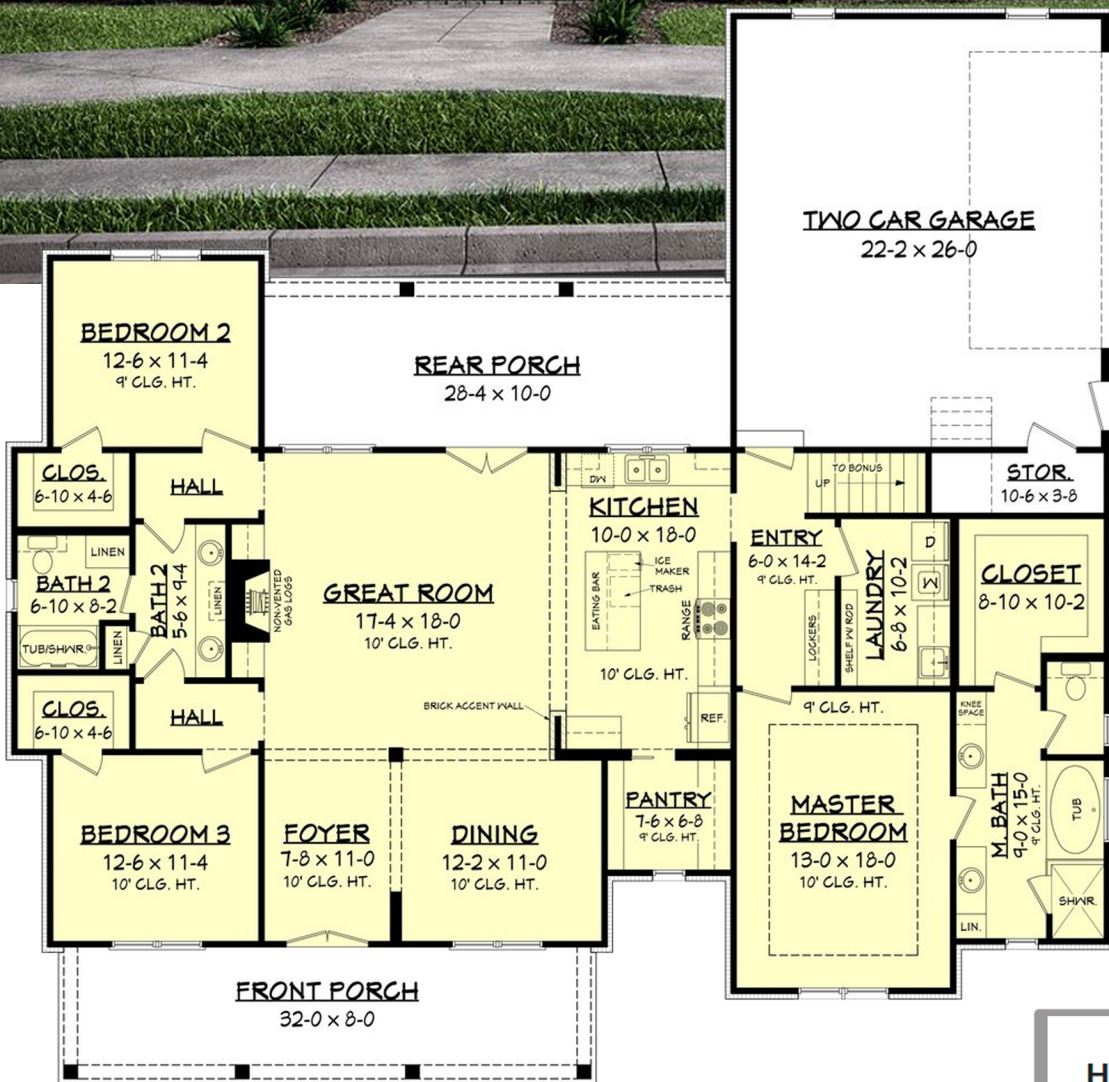 TWO CAR GARAGE
22-2 x 26-0
BEDROOM 2
12-6 x 11-4
9' CLG. HT.
REAR PORCH
28-4 x 10-0
CLOS.
6-10 x 4-6
HALL
DW
KITCHEN
10-0 x 18-0
TO BONUS
UP
STOR.
10-6 x 3-8
LINEN
BATH 2
6-10 x 8-2
TUB/SHWR.
LINEN
BATH 2
5-6 x 9-4
LINEN
NON-VENTED
GAS LOGS
GREAT ROOM
17-4 x 18-0
10' CLG. HT.
EATING BAR
ICE
MAKER
TRASH
RANGE
10' CLG. HT.
REF.
ENTRY
6-0 x 14-2
9' CLG. HT.
LOCKERS
SHELF W/ ROD
LAUNDRY
6-8 x 10-2
D
W
CLOSET
8-10 x 10-2
CLOS.
6-10 x 4-6
HALL
BRICK ACCENT WALL
BEDROOM 3
12-6 x 11-4
10' CLG. HT.
FOYER
7-8 x 11-0
10' CLG. HT.
DINING
12-2 x 11-0
10' CLG. HT.
PANTRY
7-6 x 6-8
9' CLG. HT.
9' CLG. HT.
MASTER
BEDROOM
13-0 x 18-0
10' CLG. HT.
KNEE
SPACE
M. BATH
9-0 x 15-0
9' CLG. HT.
TUB
SHWR.
LIN.
FRONT PORCH
32-0 x 8-0
H